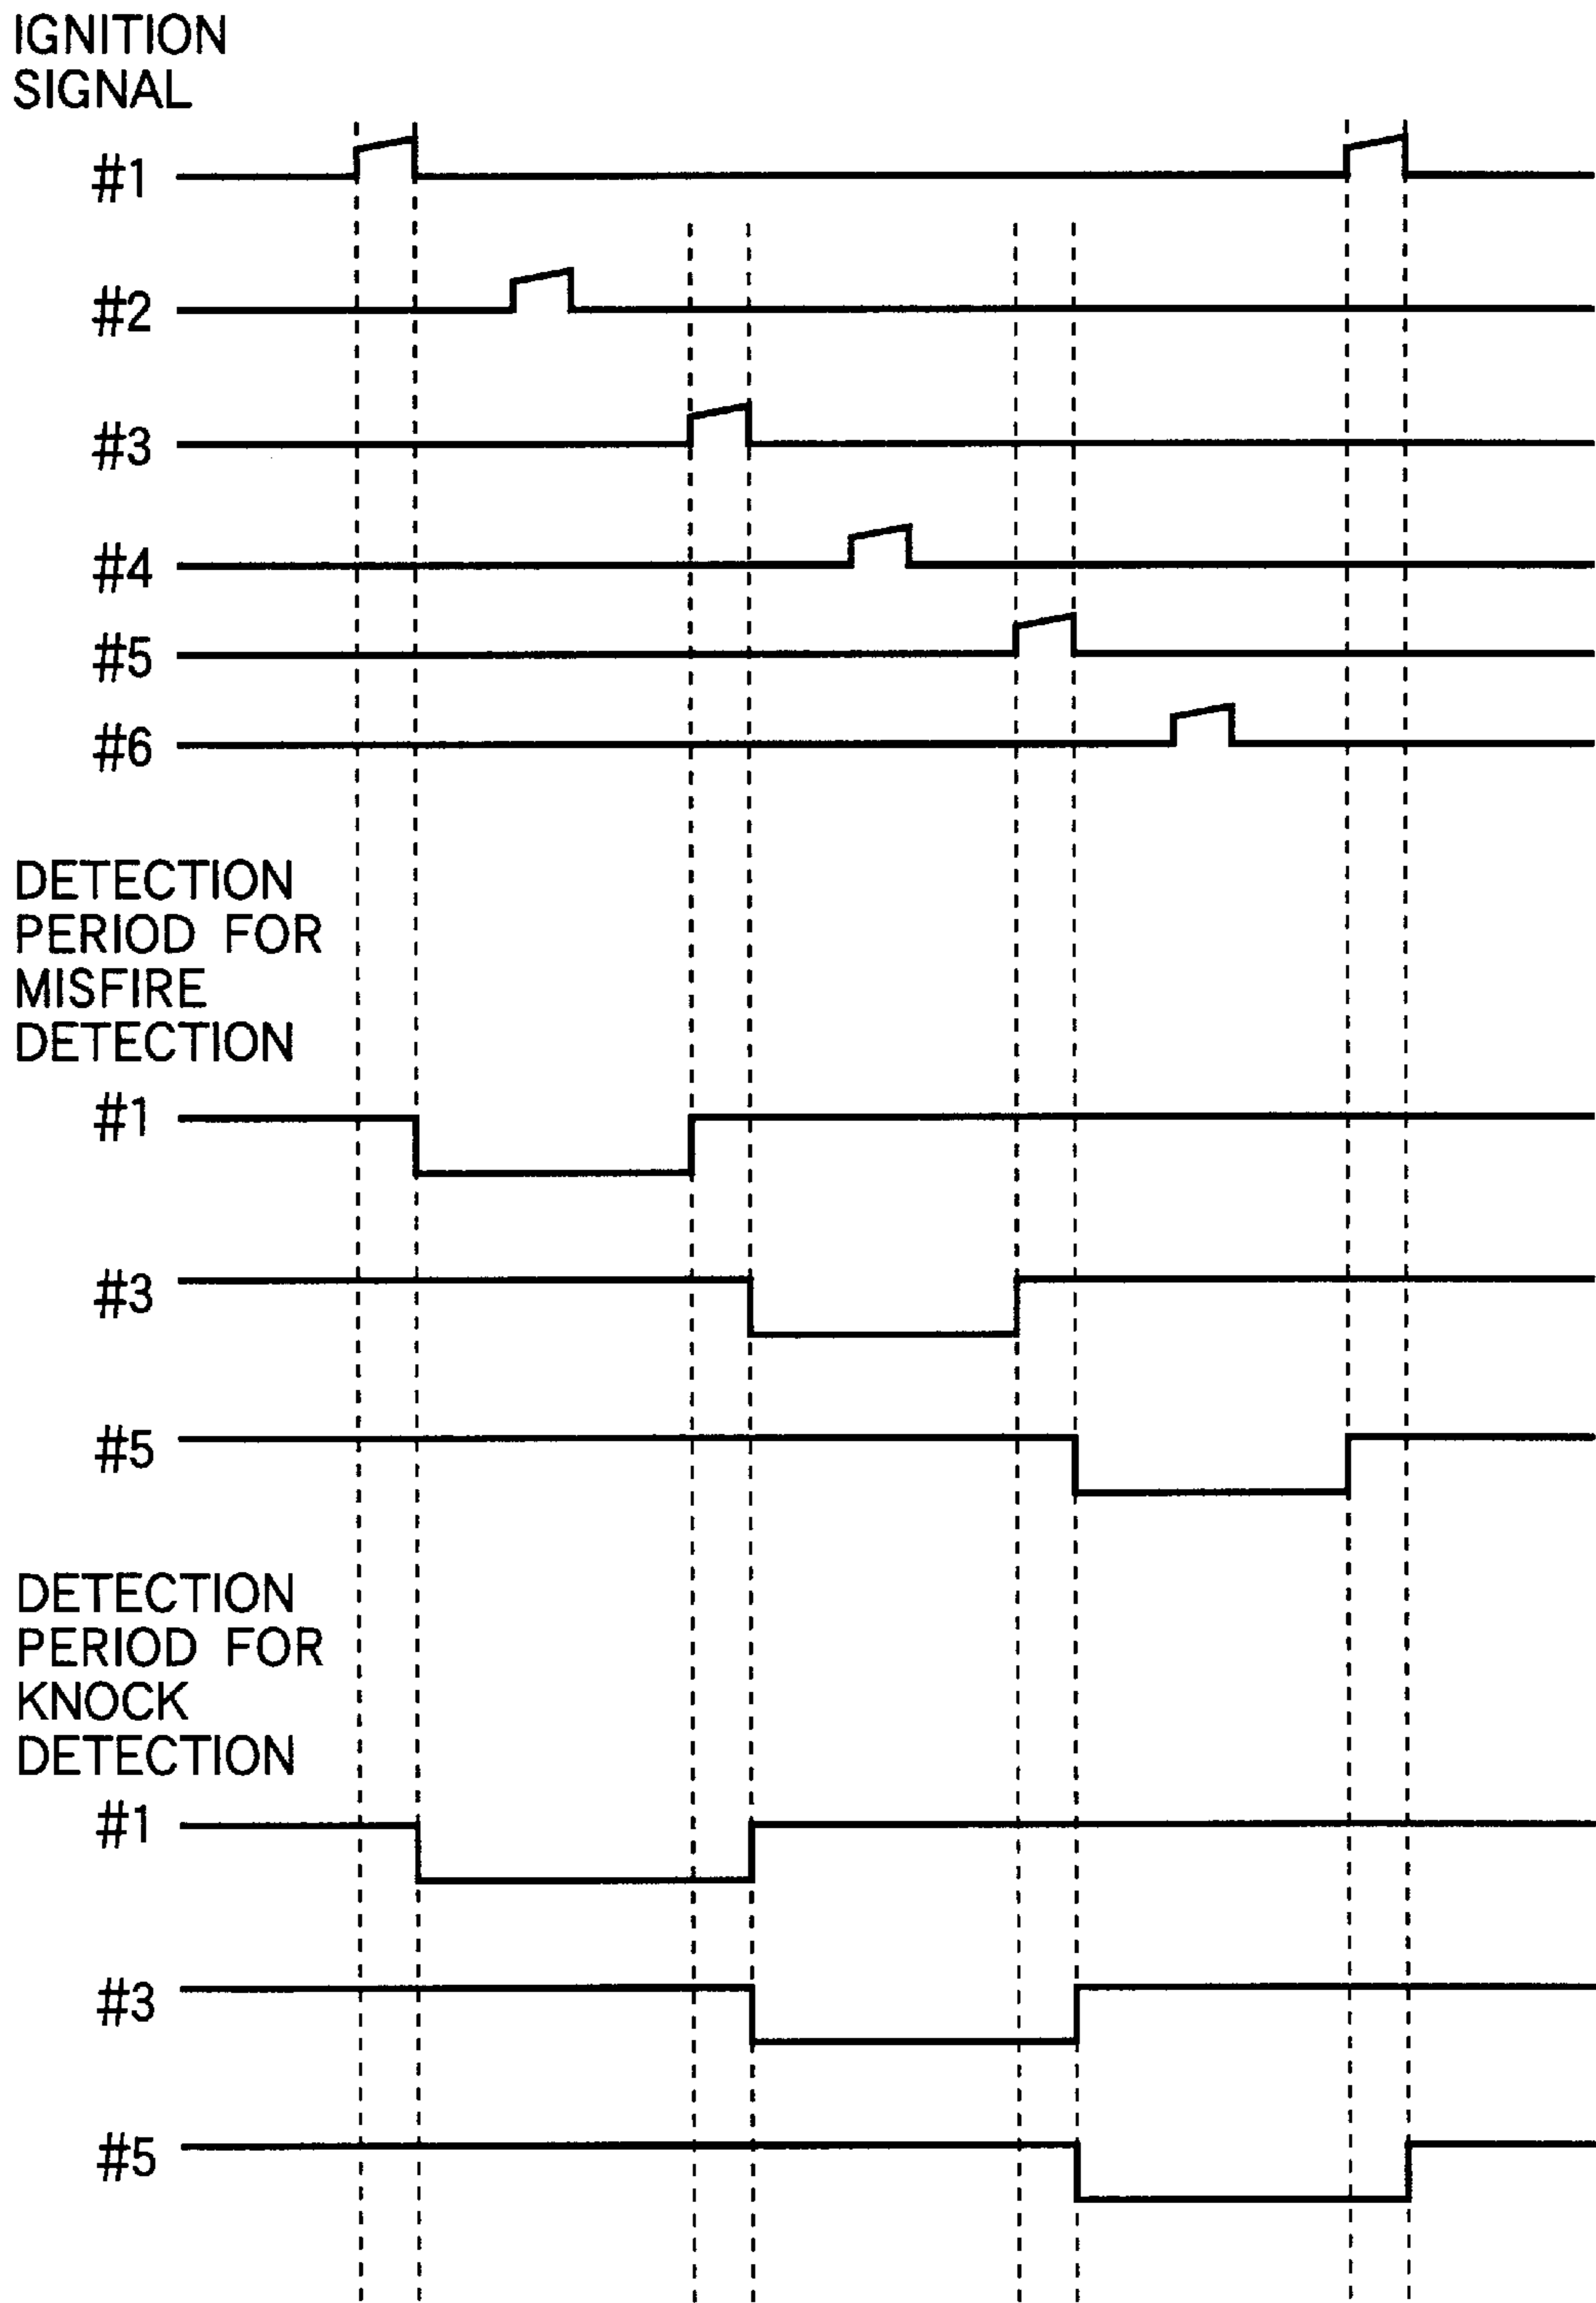 IGNITION
SIGNAL
#1
#2
#3
#4
#5
#6
DETECTION
PERIOD FOR
MISFIRE
DETECTION
#1
#3
#5
DETECTION
PERIOD FOR
KNOCK
DETECTION
#1
#3
#5